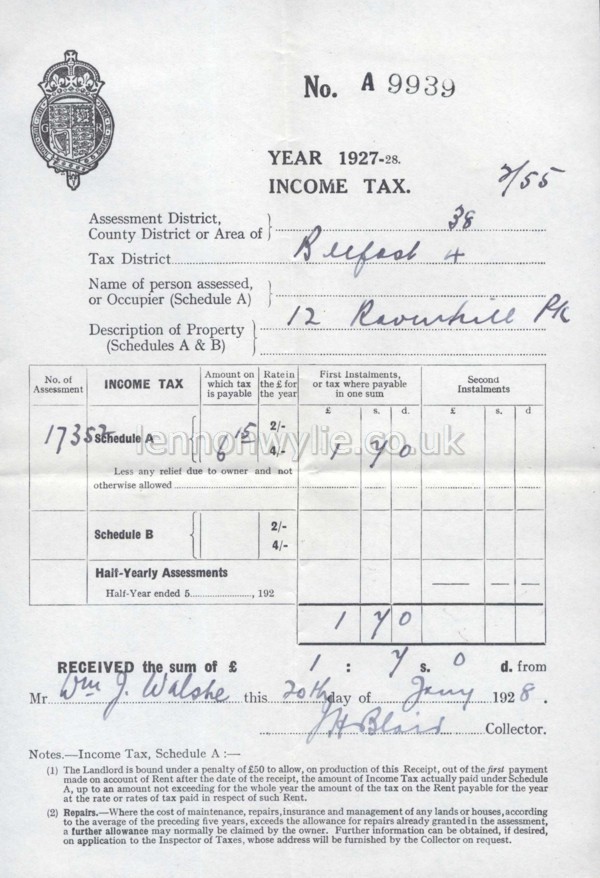 G R
No. A 9939
YEAR 1927-28.
INCOME TAX. 2/55
Assessment District,
County District or Area of 38
Tax District Belfast 4
Name of person assessed,
or Occupier (Schedule A)
Description of Property 12 Ravenhill Pk
(Schedules A & B)
No. of Assessment INCOME TAX Amount on which tax is payable Rate in the £ for the year First Instalments, or tax where payable in one sum Second Instalments
£ s. d. £ s. d
17352 Schedule A 6 15 2/- 4/- 1 7 0
lennonwylie.co.uk
Less any relief due to owner and not
otherwise allowed
Schedule B 2/- 4/-
Half-Yearly Assessments
Half-Year ended 5, 192
1 7 0
RECEIVED the sum of £ 1 : 7 s. 0 d. from
Mr Wm J. Walshe this 20th day of Jany 1928.
JH Blair Collector.
Notes.—Income Tax, Schedule A :—
(1) The Landlord is bound under a penalty of £50 to allow, on production of this Receipt, out of the first payment
made on account of Rent after the date of the receipt, the amount of Income Tax actually paid under Schedule
A, up to an amount not exceeding for the whole year the amount of the tax on the Rent payable for the year
at the rate or rates of tax paid in respect of such Rent.
(2) Repairs.—Where the cost of maintenance, repairs, insurance and management of any lands or houses, according
to the average of the preceding five years, exceeds the allowance for repairs already granted in the assessment,
a further allowance may normally be claimed by the owner. Further information can be obtained, if desired,
on application to the Inspector of Taxes, whose address will be furnished by the Collector on request.